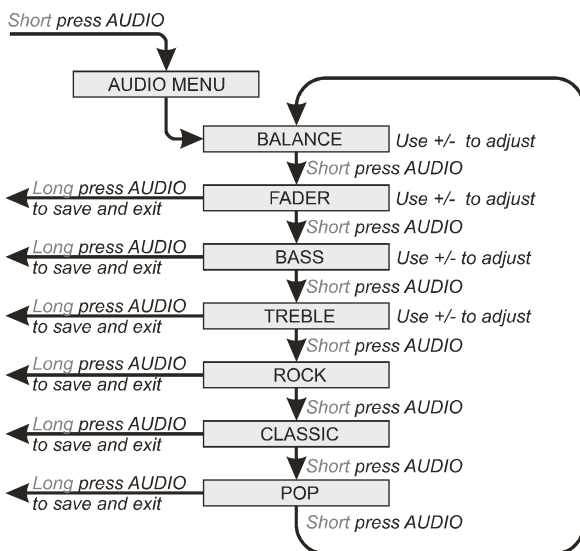 Short press AUDIO
AUDIO MENU
BALANCE Use +/- to adjust
Short press AUDIO
Long press AUDIO
to save and exit
FADER Use +/- to adjust
Short press AUDIO
Long press AUDIO
to save and exit
BASS Use +/- to adjust
Short press AUDIO
Long press AUDIO
to save and exit
TREBLE Use +/- to adjust
Short press AUDIO
Long press AUDIO
to save and exit
ROCK
Short press AUDIO
Long press AUDIO
to save and exit
CLASSIC
Short press AUDIO
Long press AUDIO
to save and exit
POP
Short press AUDIO